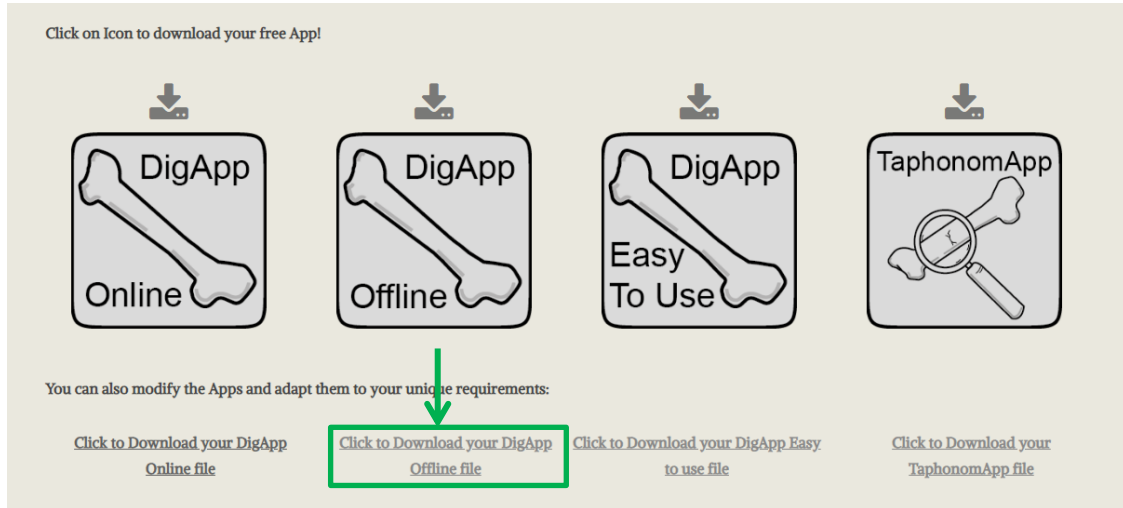 Click on Icon to download your free App!
DigApp
Online
DigApp
Offline
DigApp
Easy
To Use
TaphonomApp
You can also modify the Apps and adapt them to your unique requirements:
Click to Download your DigApp
Online file
Click to Download your DigApp
Offline file
Click to Download your DigApp Easy
to use file
Click to Download your
TaphonomApp file